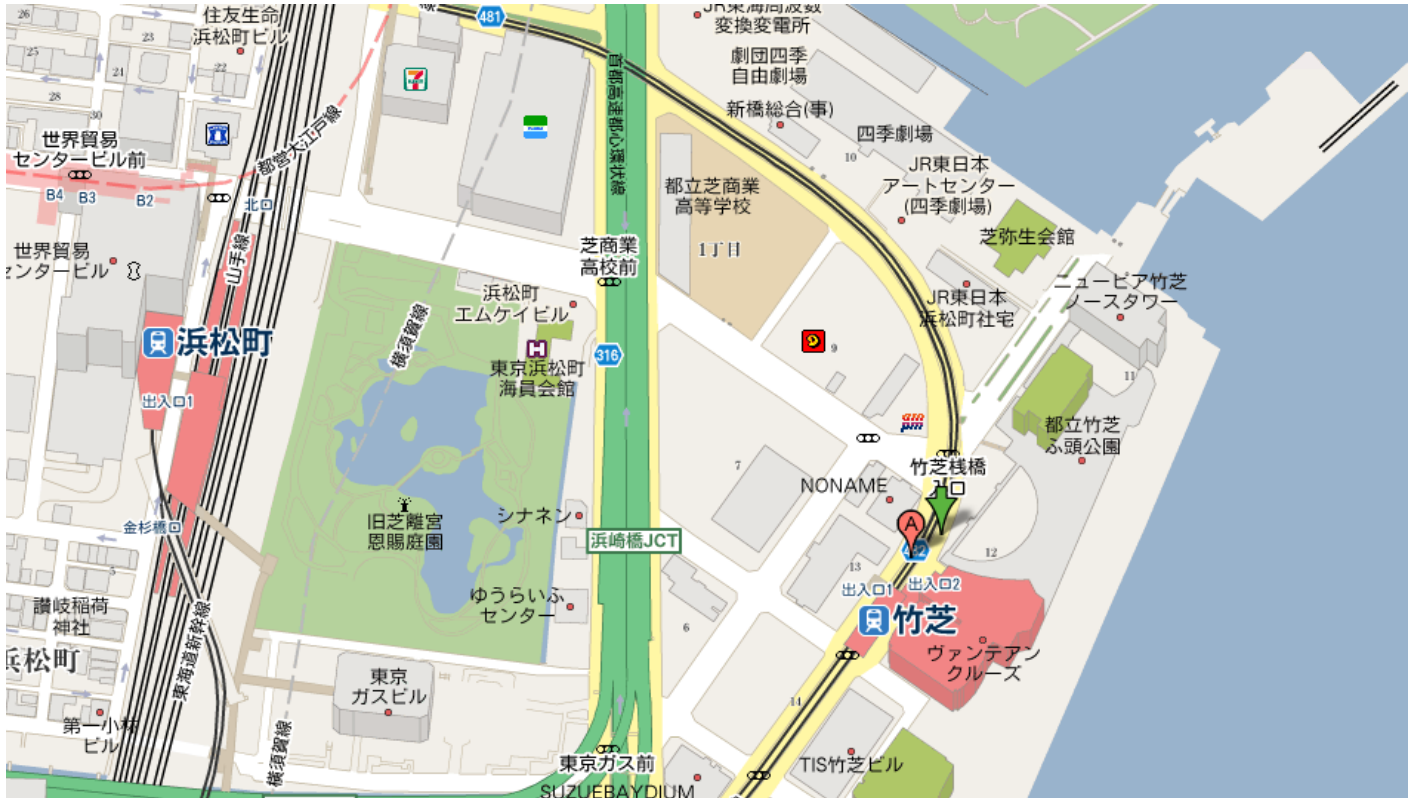 481
JR東海周波数
変換変電所
住友生命
浜松町ビル
26
23
25
24
22
28
30
劇団四季
自由劇場
新橋総合(事)
四季劇場
10
首都高速都心環状線
都営大江戸線
世界貿易
センタービル前
B4
B3
B2
北口
JR東日本
アートセンター
(四季劇場)
都立芝商業
高等学校
1丁目
芝弥生会館
山手線
世界貿易
ンタービル
芝商業
高校前
ニューピア竹芝
ノースタワー
浜松町
エムケイビル
JR東日本
浜松町社宅
横須賀線
浜松町
316
9
東京浜松町
海員会館
11
出入口1
am
pm
都立竹芝
ふ頭公園
7
竹芝桟橋
入口
NONAME
旧芝離宮
恩賜庭園
シナネン
金杉橋口
A
浜崎橋JCT
12
13
5
出入口1
出入口2
竹芝
讃岐稲荷
神社
ゆうらいふ
センター
6
東海道新幹線
浜松町
ヴァンテアン
クルーズ
東京
ガスビル
14
第一小林
ビル
横須賀線
東京ガス前
TIS竹芝ビル
SUZUEBAYDIUM